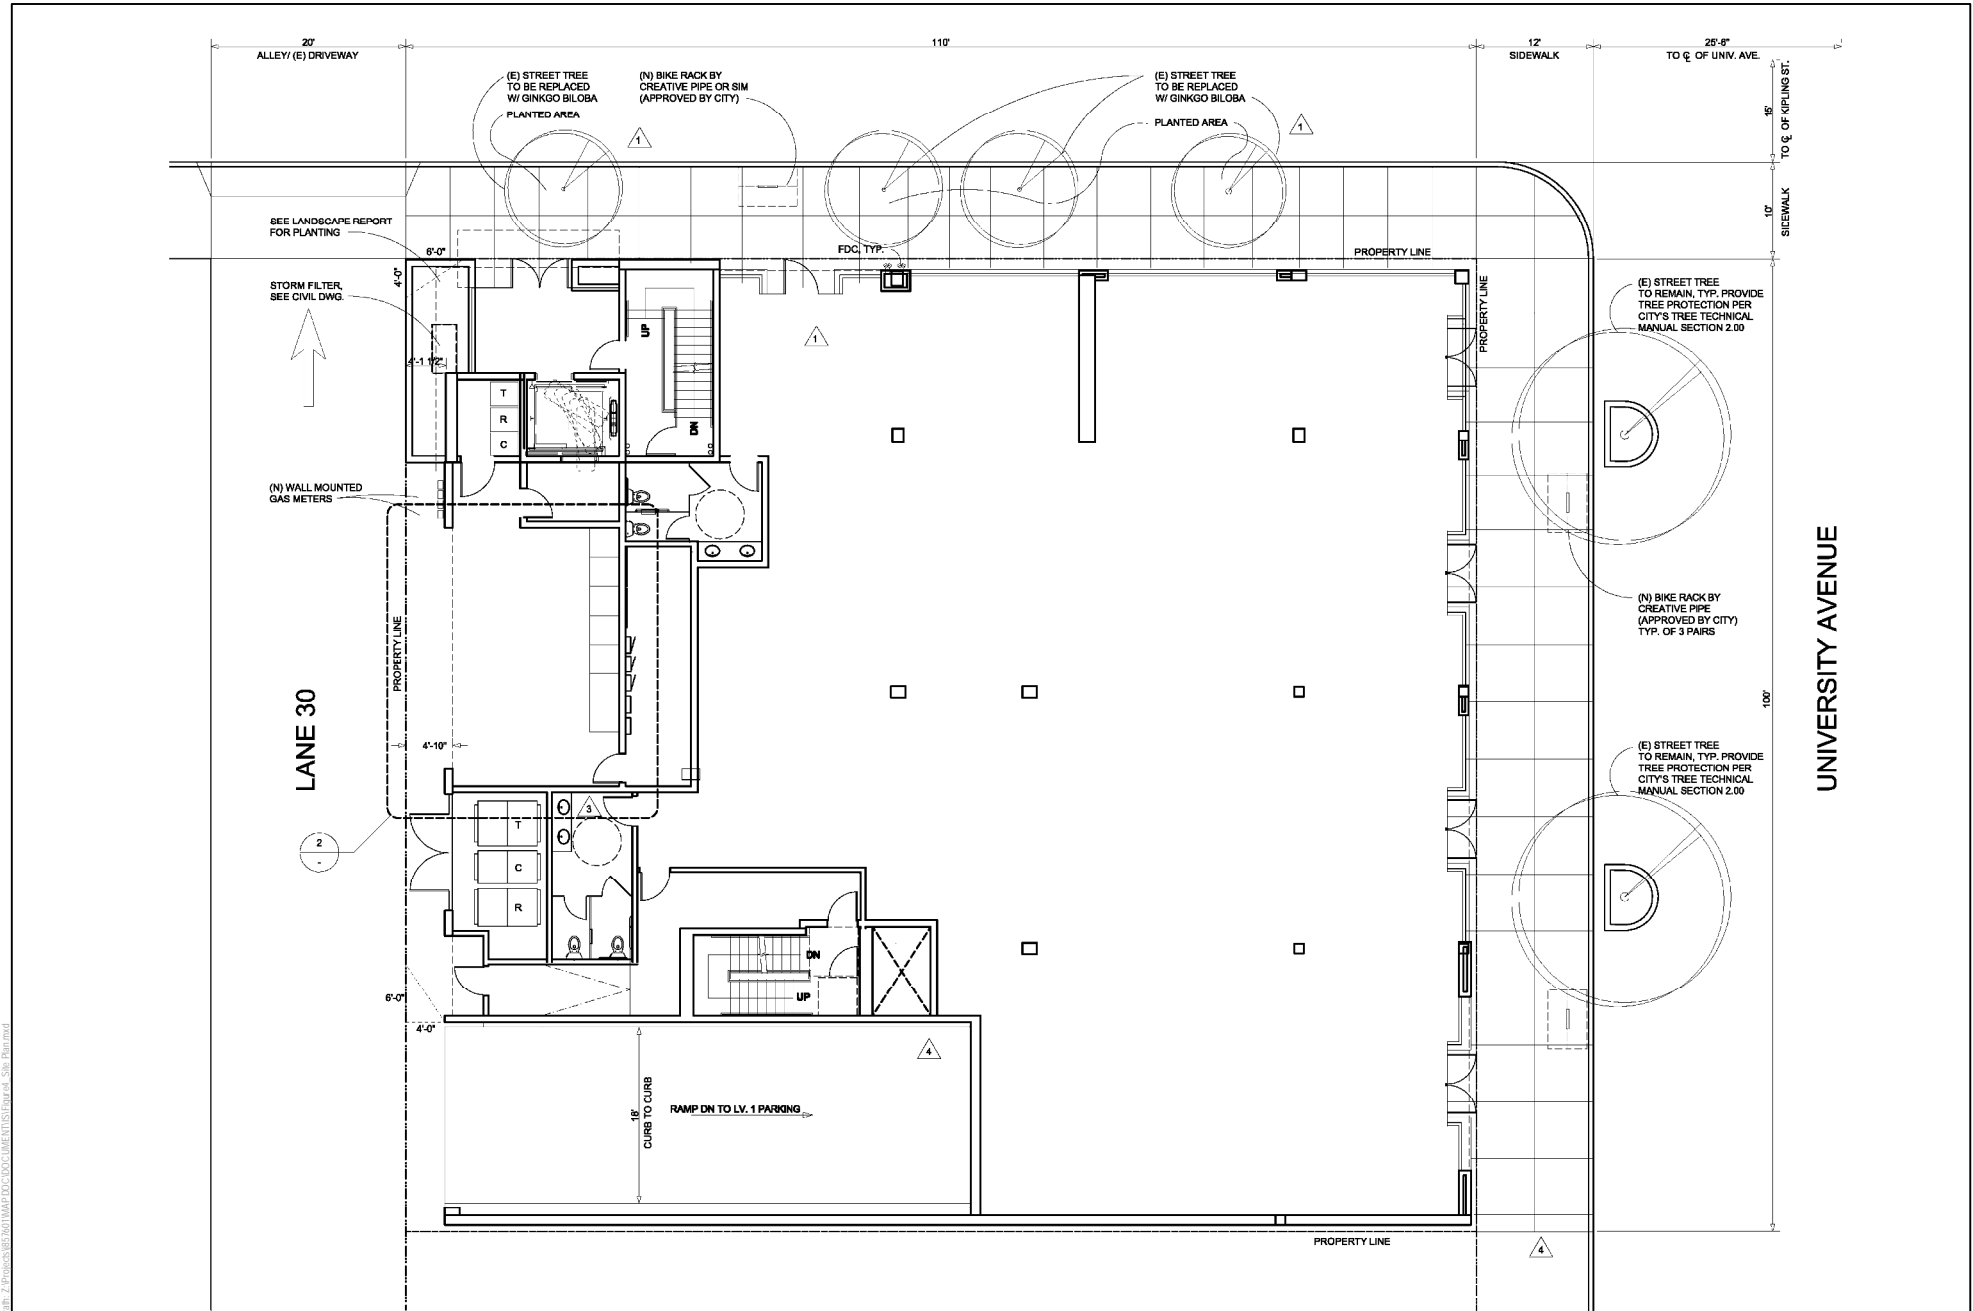 20'
ALLEY/ (E) DRIVEWAY
110'
12'
SIDEWALK
25'-6"
TO ℄ OF UNIV. AVE.
15'
TO ℄ OF KIPLING ST.
10'
SIDEWALK
(E) STREET TREE
TO BE REPLACED
W/ GINKGO BILOBA
PLANTED AREA
(N) BIKE RACK BY
CREATIVE PIPE OR SIM
(APPROVED BY CITY)
(E) STREET TREE
TO BE REPLACED
W/ GINKGO BILOBA
PLANTED AREA
1
1
SEE LANDSCAPE REPORT
FOR PLANTING
6'-0"
4'-0"
FDC, TYP.
PROPERTY LINE
PROPERTY LINE
STORM FILTER,
SEE CIVIL DWG.
4'-1 1/2"
UP
DN
1
T
R
C
(E) STREET TREE
TO REMAIN, TYP. PROVIDE
TREE PROTECTION PER
CITY'S TREE TECHNICAL
MANUAL SECTION 2.00
(N) WALL MOUNTED
GAS METERS
PROPERTY LINE
LANE 30
4'-10"
(N) BIKE RACK BY
CREATIVE PIPE
(APPROVED BY CITY)
TYP. OF 3 PAIRS
UNIVERSITY AVENUE
100'
(E) STREET TREE
TO REMAIN, TYP. PROVIDE
TREE PROTECTION PER
CITY'S TREE TECHNICAL
MANUAL SECTION 2.00
2
-
3
T
C
R
DN
UP
6'-0"
4'-0"
4
18'
CURB TO CURB
RAMP DN TO LV. 1 PARKING
PROPERTY LINE
4